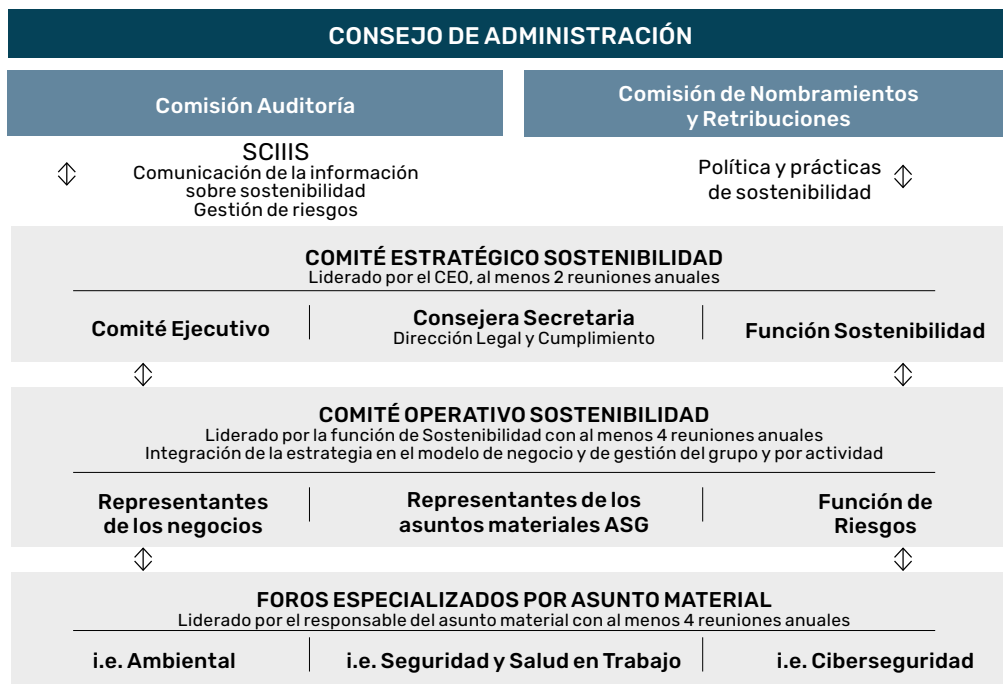 CONSEJO DE ADMINISTRACIÓN
Comisión Auditoría
Comisión de Nombramientos
y Retribuciones
SCIIIS
Comunicación de la información
sobre sostenibilidad
Gestión de riesgos
Política y prácticas
de sostenibilidad
COMITÉ ESTRATÉGICO SOSTENIBILIDAD
Liderado por el CEO, al menos 2 reuniones anuales
Comité Ejecutivo
Consejera Secretaria
Dirección Legal y Cumplimiento
Función Sostenibilidad
COMITÉ OPERATIVO SOSTENIBILIDAD
Liderado por la función de Sostenibilidad con al menos 4 reuniones anuales
Integración de la estrategia en el modelo de negocio y de gestión del grupo y por actividad
Representantes
de los negocios
Representantes de los
asuntos materiales ASG
Función de
Riesgos
FOROS ESPECIALIZADOS POR ASUNTO MATERIAL
Liderado por el responsable del asunto material con al menos 4 reuniones anuales
i.e. Ambiental
i.e. Seguridad y Salud en Trabajo
i.e. Ciberseguridad